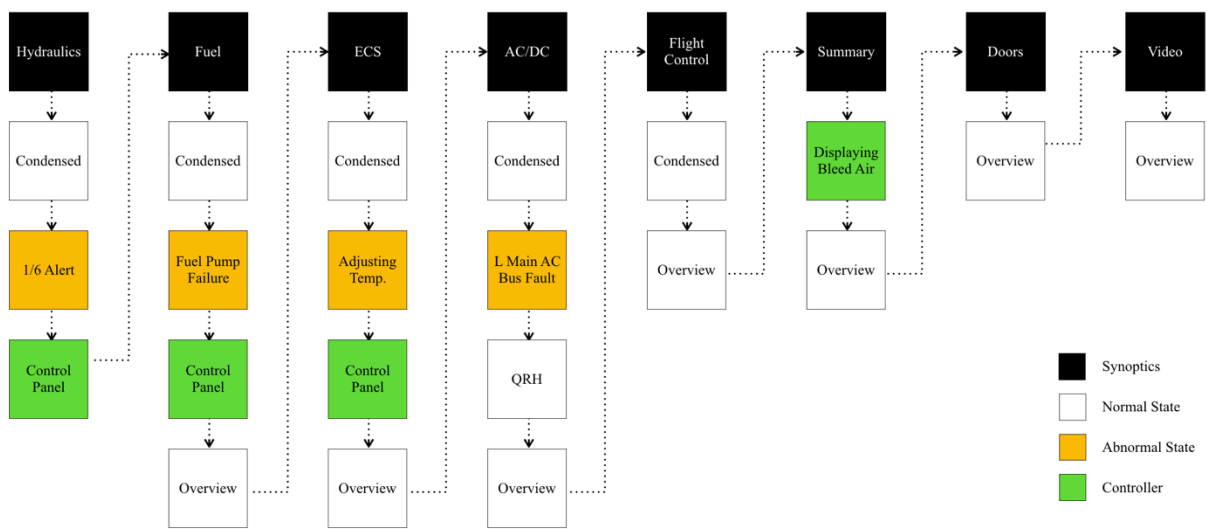 Hydraulics
Condensed
1/6 Alert
Control
Panel
Fuel
Condensed
Fuel Pump
Failure
Control
Panel
Overview
ECS
Condensed
Adjusting
Temp.
Control
Panel
Overview
AC/DC
Condensed
L Main AC
Bus Fault
QRH
Overview
Flight
Control
Condensed
Overview
Summary
Displaying
Bleed Air
Overview
Doors
Overview
Video
Overview
Synoptics
Normal State
Abnormal State
Controller